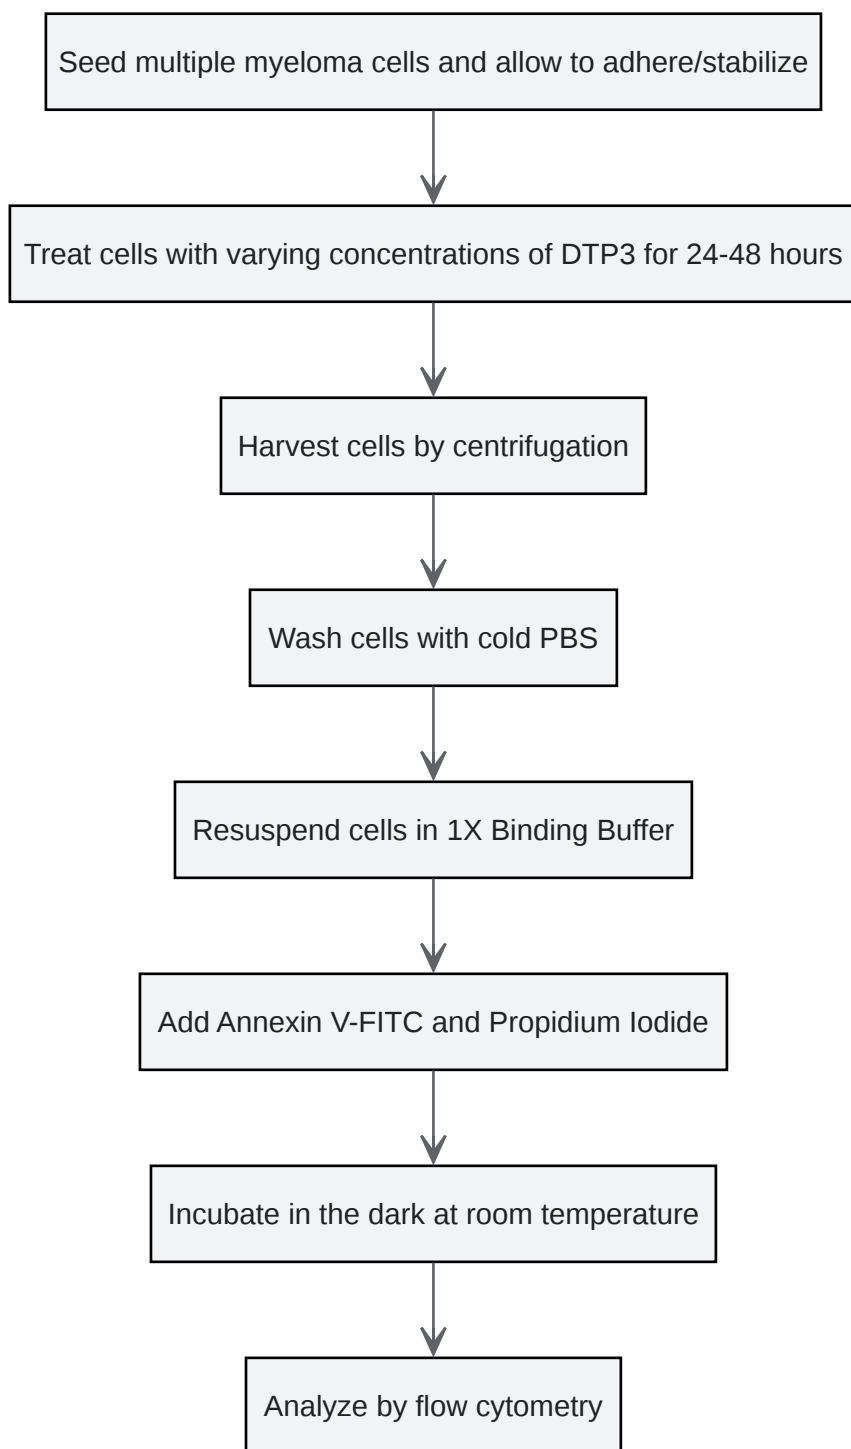 Seed multiple myeloma cells and allow to adhere/stabilize
Treat cells with varying concentrations of DTP3 for 24-48 hours
Harvest cells by centrifugation
Wash cells with cold PBS
Resuspend cells in 1X Binding Buffer
Add Annexin V-FITC and Propidium Iodide
Incubate in the dark at room temperature
Analyze by flow cytometry